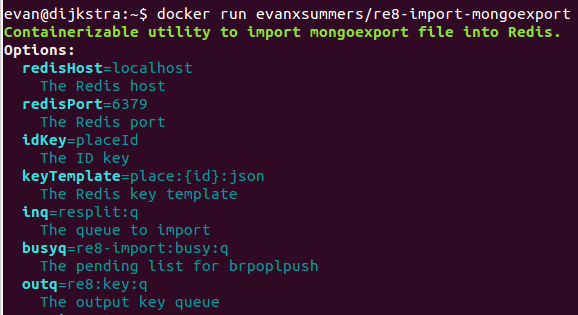 evan@dijkstra:~$ docker run evanxsummers/re8-import-mongoexport
Containerizable utility to import mongoexport file into Redis.
Options:
redisHost=localhost
The Redis host
redisPort=6379
The Redis port
idKey=placeId
The ID key
keyTemplate=place:{id}:json
The Redis key template
inq=resplit:q
The queue to import
busyq=re8-import:busy:q
The pending list for brpoplpush
outq=re8:key:q
The output key queue